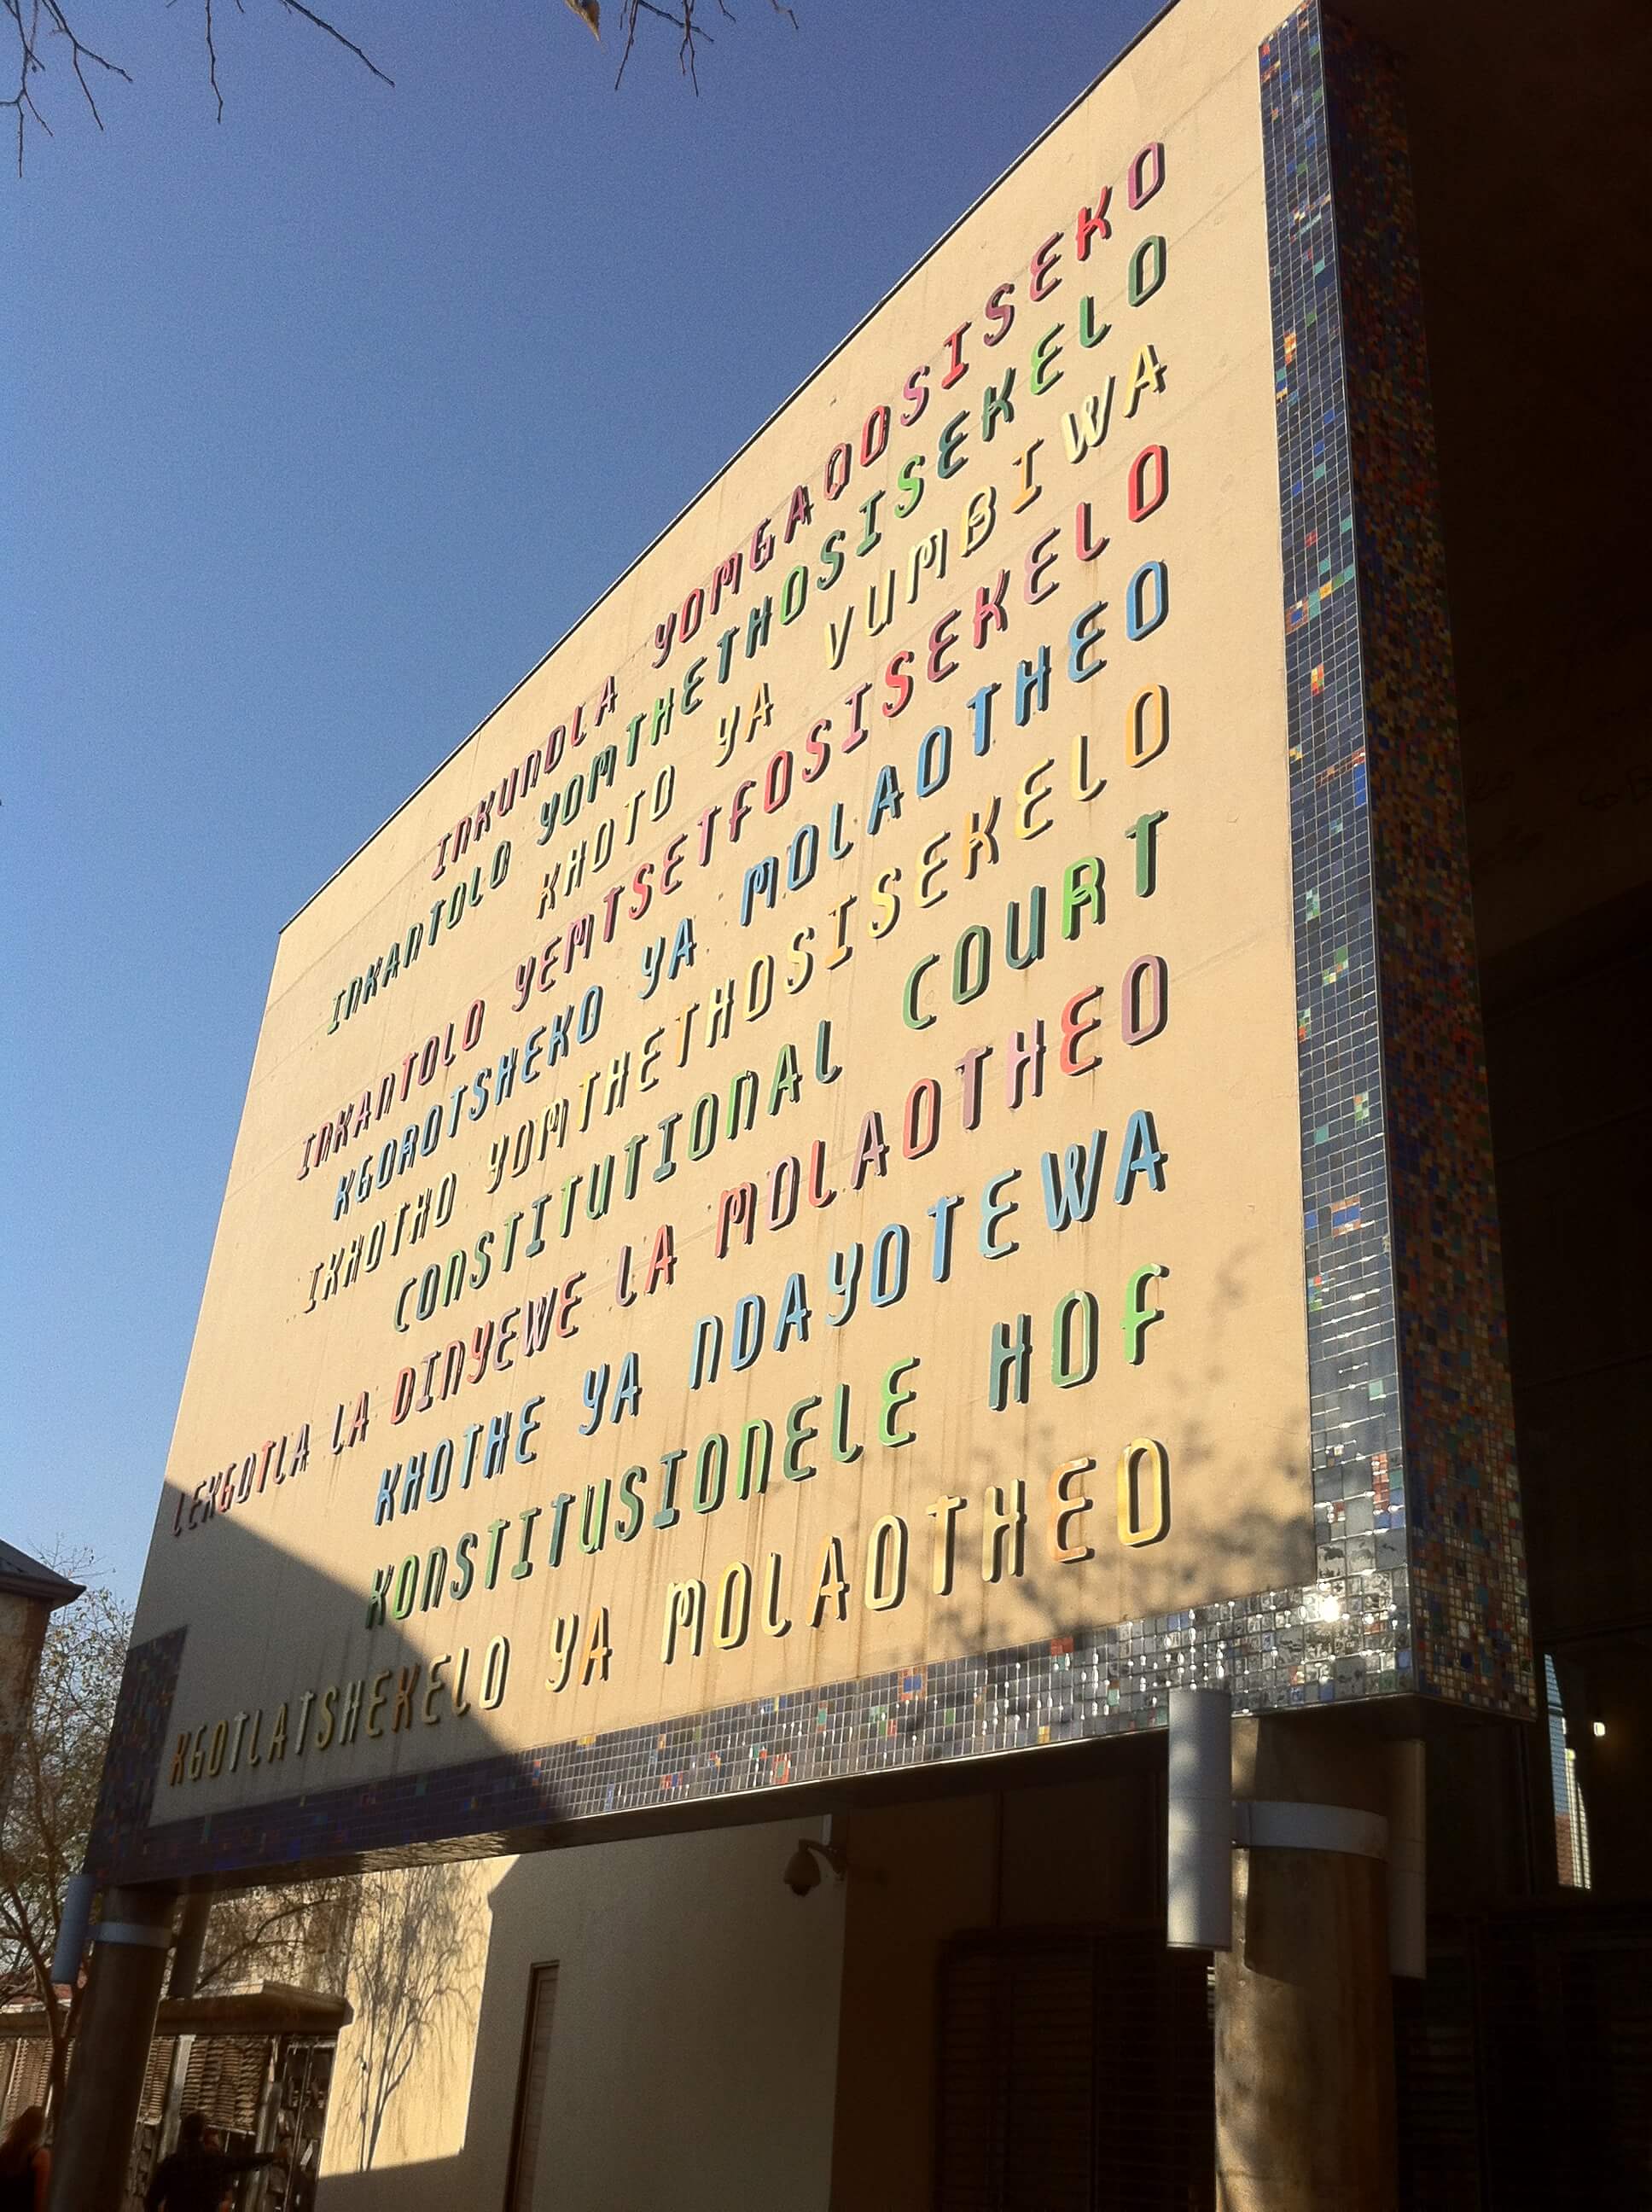 INKUNDLA YOMGAQOSISEKO
INKANTOLO YOMTHETHOSISEKELO
KHOTO YA VUMBIWA
INKANTOLO YEMTSETFOSISEKELO
KGOROTSHEKO YA MOLAOTHEO
IKHOTHO YOMTHETHOSISEKELO
CONSTITUTIONAL COURT
LEKGOTLA LA DINYEWE LA MOLAOTHEO
KHOTHE YA NDAYOTEWA
KONSTITUSIONELE HOF
KGOTLATSHEKELO YA MOLAOTHEO